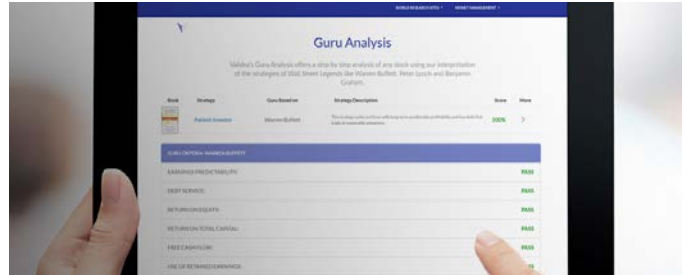 Guru Analysis
Validea's Guru Analysis offers a step by step analysis of any stock using our interpretation
of the strategies of Wall Street Legends like Warren Buffett, Peter Lynch and Benjamin
Graham.
Book Strategy Guru Based on Strategy Description Score More
Patient Investor Warren Buffett 100% >
GURU CRITERIA: WARREN BUFFETT
EARNINGS PREDICTABILITY PASS
DEBT SERVICE PASS
RETURN ON EQUITY PASS
RETURN ON TOTAL CAPITAL PASS
FREE CASH FLOW PASS
USE OF RETAINED EARNINGS PASS